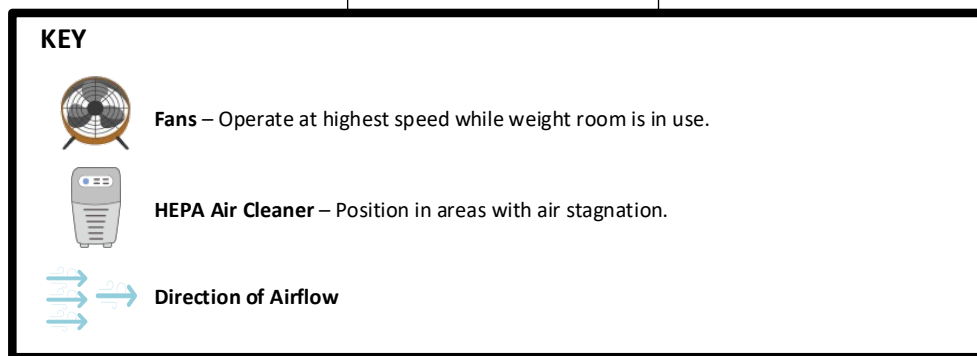 KEY
Fans – Operate at highest speed while weight room is in use.
HEPA Air Cleaner – Position in areas with air stagnation.
Direction of Airflow